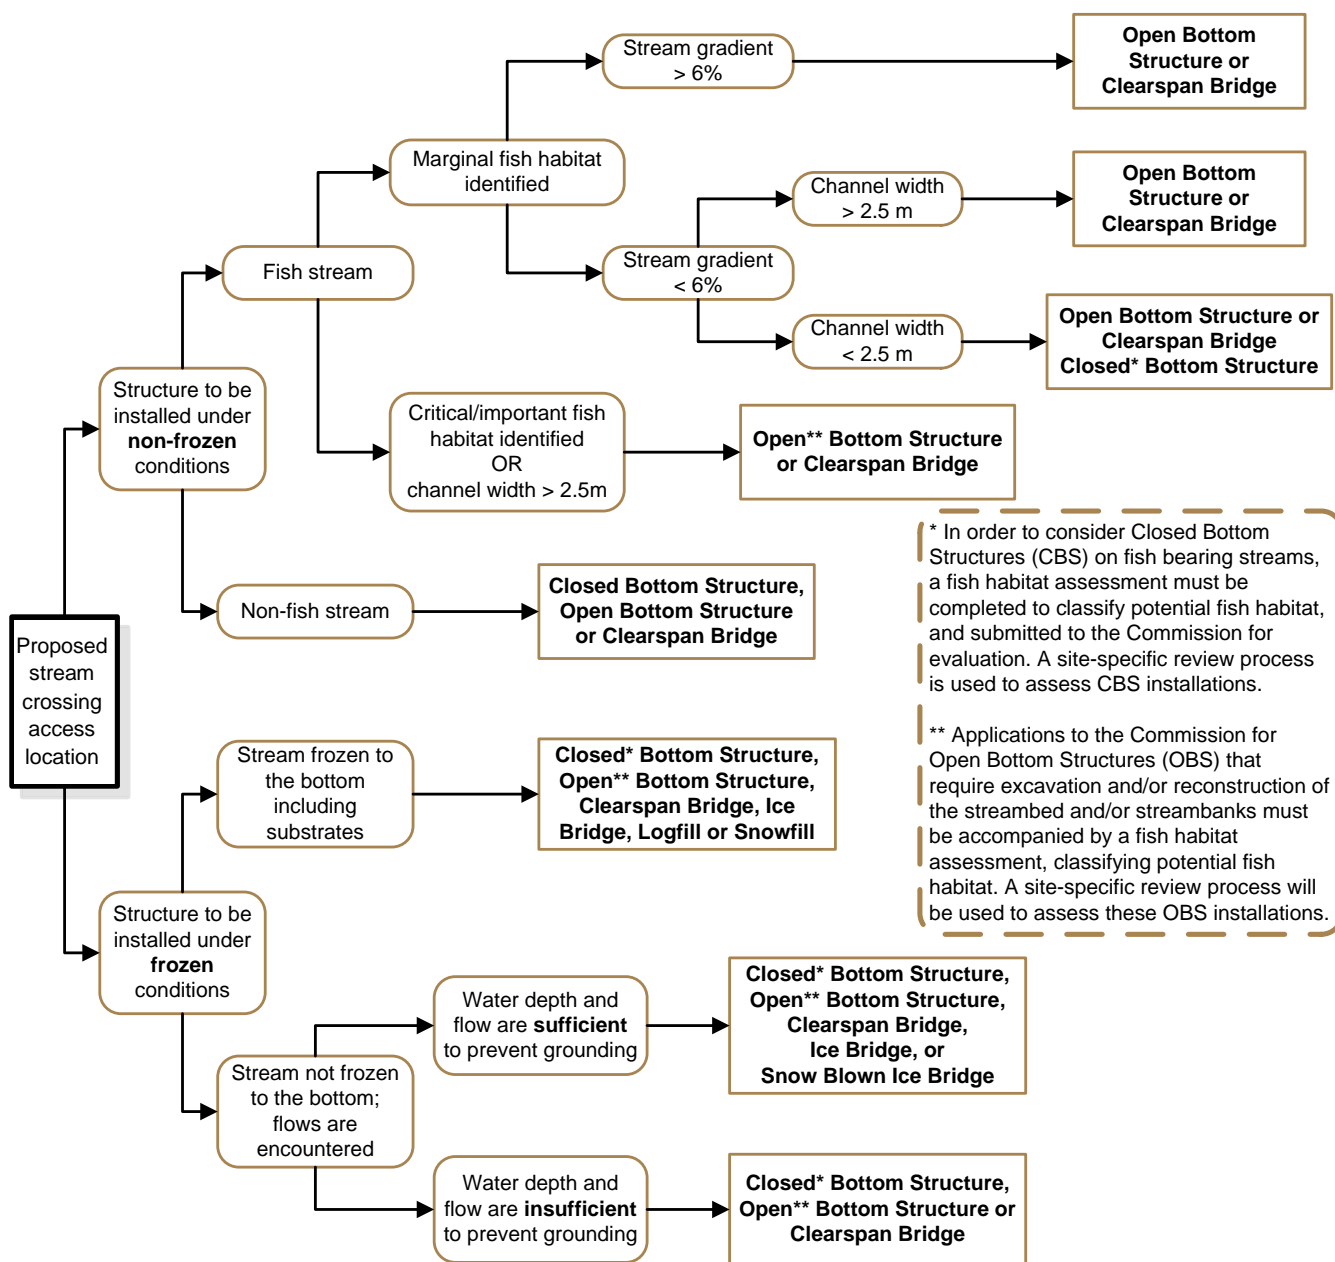 Stream gradient
> 6%
Open Bottom
Structure or
Clearspan Bridge
Marginal fish habitat
identified
Channel width
> 2.5 m
Open Bottom
Structure or
Clearspan Bridge
Fish stream
Stream gradient
< 6%
Channel width
< 2.5 m
Open Bottom Structure or
Clearspan Bridge
Closed* Bottom Structure
Structure to be
installed under
non-frozen
conditions
Critical/important fish
habitat identified
OR
channel width > 2.5m
Open** Bottom Structure
or Clearspan Bridge
Non-fish stream
Closed Bottom Structure,
Open Bottom Structure
or Clearspan Bridge
* In order to consider Closed Bottom
Structures (CBS) on fish bearing streams,
a fish habitat assessment must be
completed to classify potential fish habitat,
and submitted to the Commission for
evaluation. A site-specific review process
is used to assess CBS installations.
** Applications to the Commission for
Open Bottom Structures (OBS) that
require excavation and/or reconstruction of
the streambed and/or streambanks must
be accompanied by a fish habitat
assessment, classifying potential fish
habitat. A site-specific review process will
be used to assess these OBS installations.
Proposed
stream
crossing
access
location
Stream frozen to
the bottom
including
substrates
Closed* Bottom Structure,
Open** Bottom Structure,
Clearspan Bridge, Ice
Bridge, Logfill or Snowfill
Structure to be
installed under
frozen
conditions
Water depth and
flow are sufficient
to prevent grounding
Closed* Bottom Structure,
Open** Bottom Structure,
Clearspan Bridge,
Ice Bridge, or
Snow Blown Ice Bridge
Stream not frozen
to the bottom;
flows are
encountered
Water depth and
flow are insufficient
to prevent grounding
Closed* Bottom Structure,
Open** Bottom Structure or
Clearspan Bridge